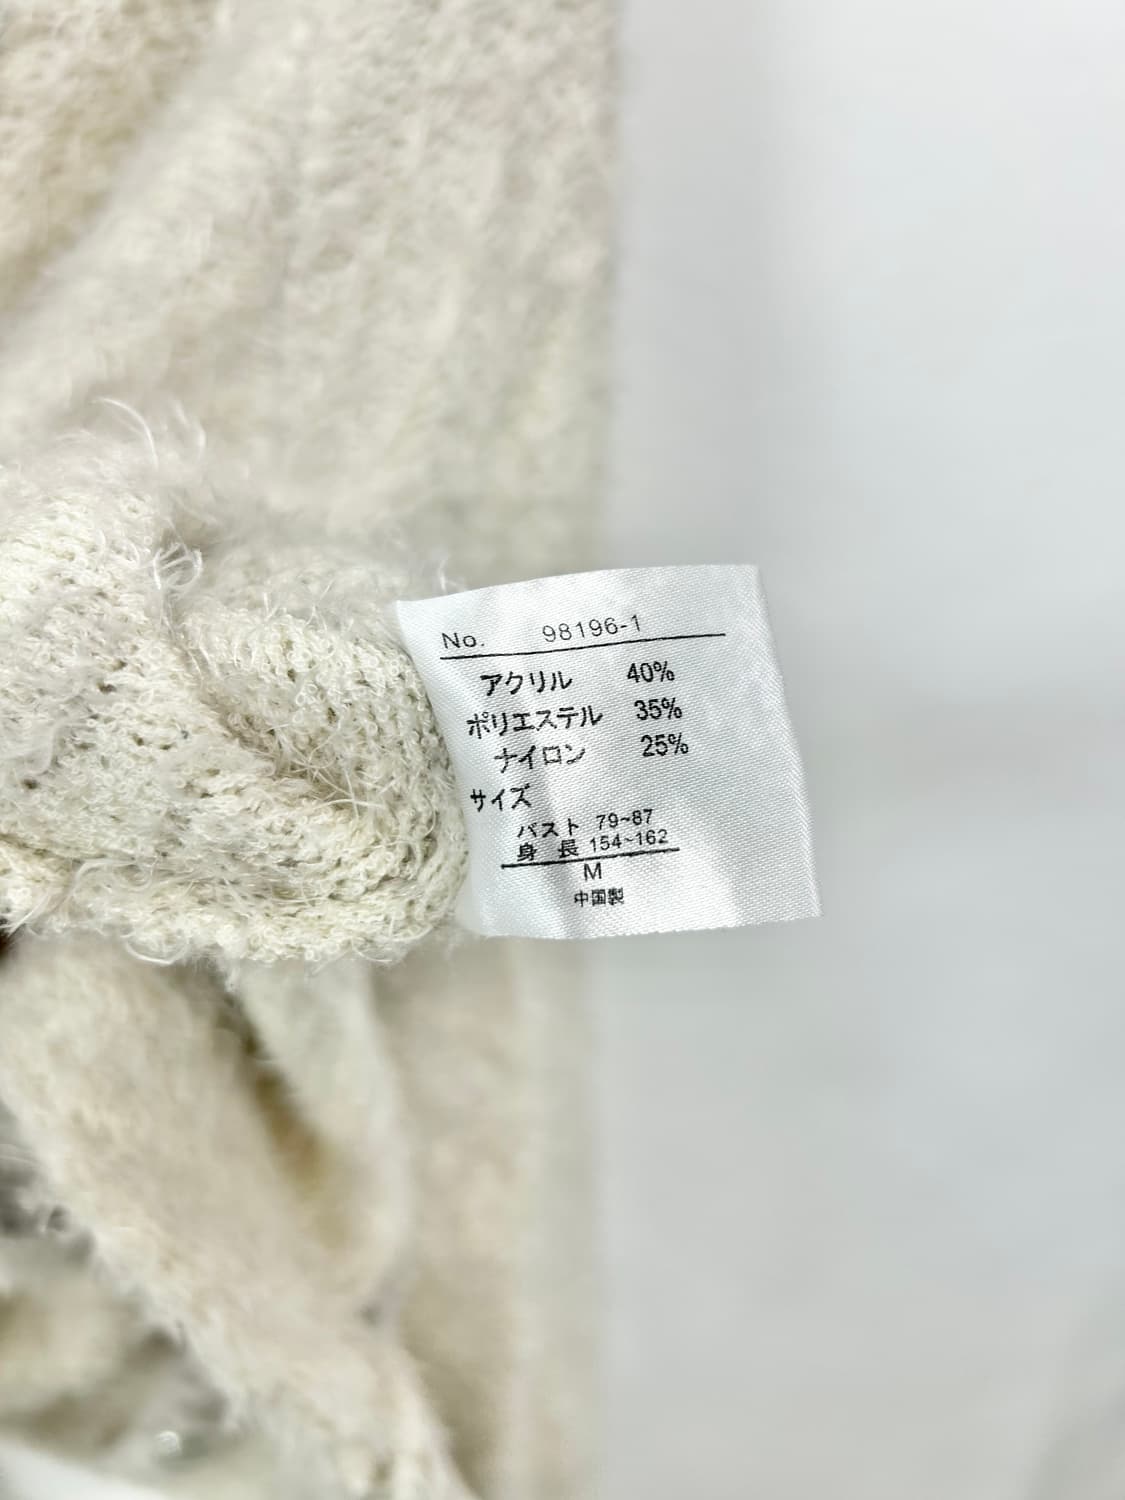 No. 98196-1
アクリル 40%
ポリエステル 35%
ナイロン 25%
サイズ
バスト 79~87
身 長 154~162
M
中国製